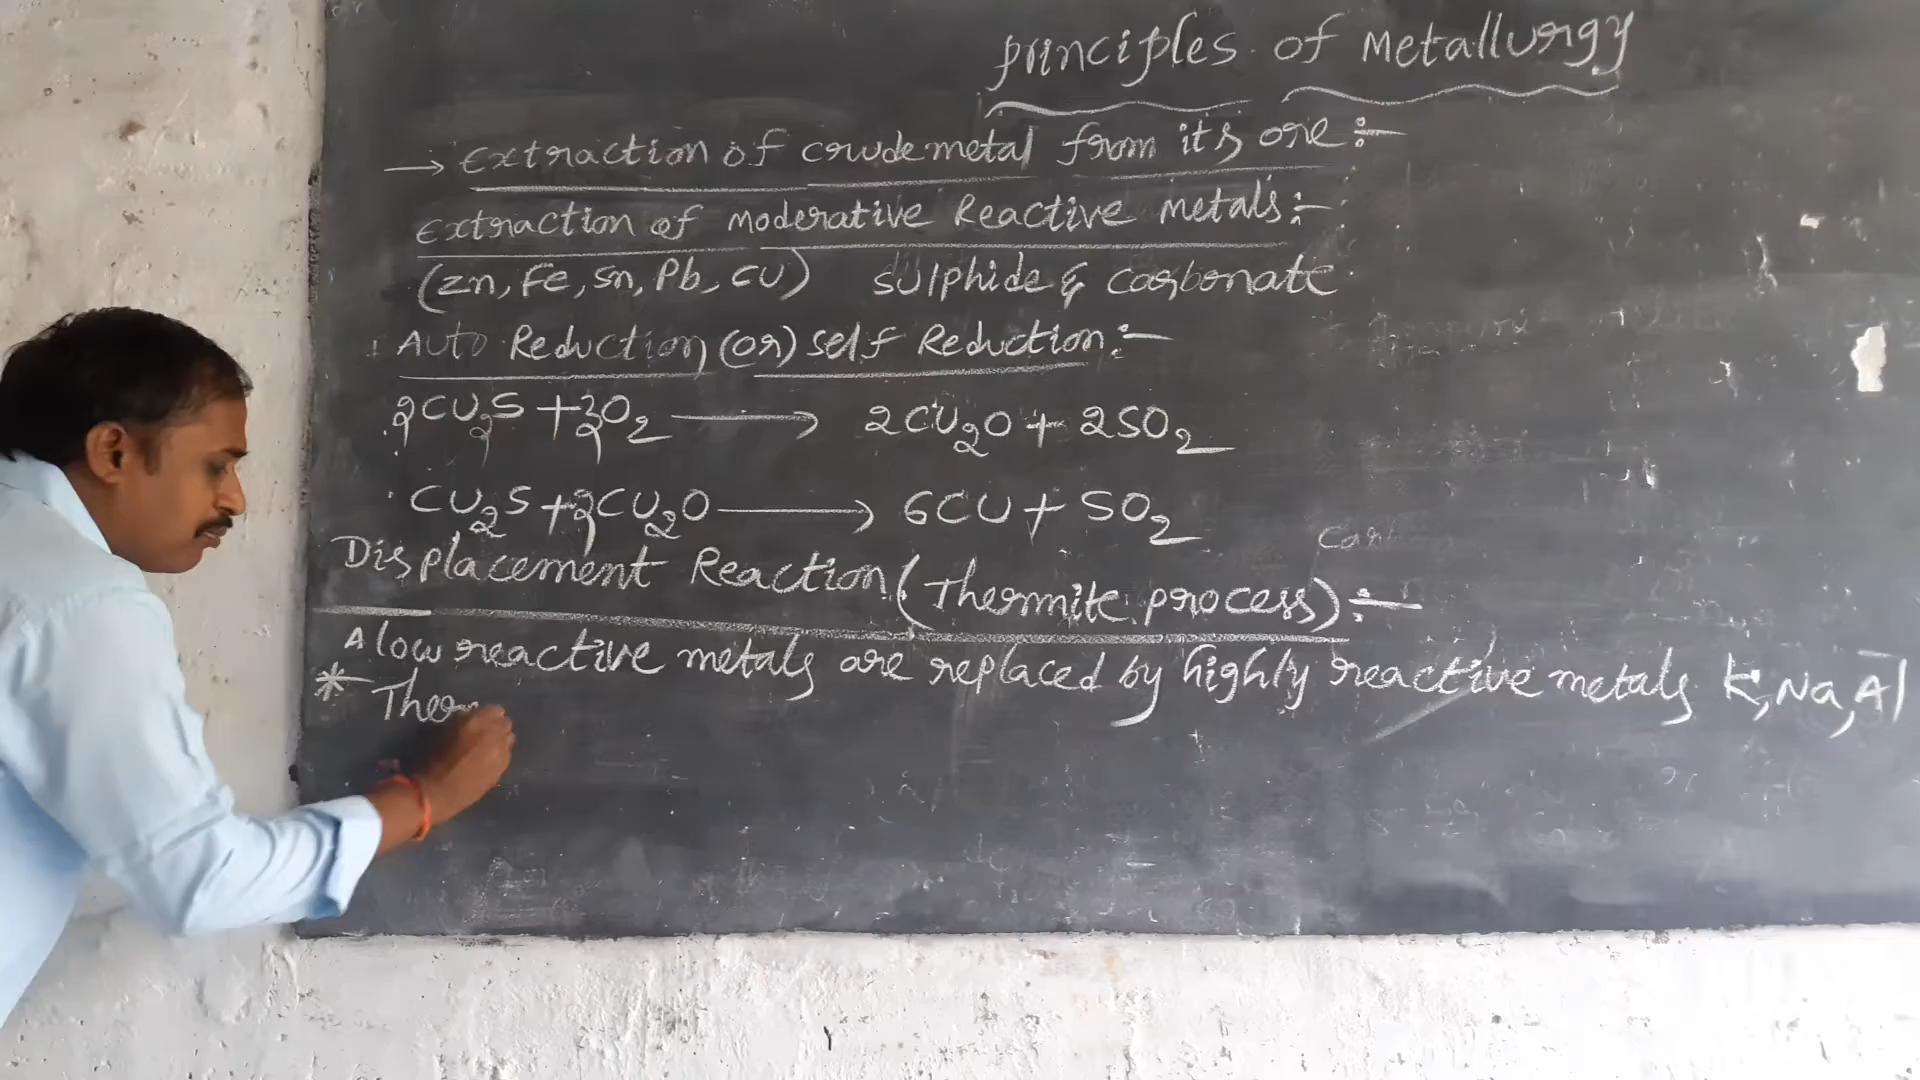 Principles of Metallurgy
→ Extraction of crude metal from its ore:-
Extraction of Moderative Reactive Metals:-
(Zn, Fe, Sn, Pb, Cu) Sulphide & Carbonate
Auto Reduction (or) self Reduction:-
2Cu₂S + 3O₂ → 2Cu₂O + 2SO₂
Cu₂S + 2Cu₂O → 6Cu + SO₂
Displacement Reaction (Thermite process):-
A low reactive metals are replaced by highly reactive metals K, Na, Al
* Ther